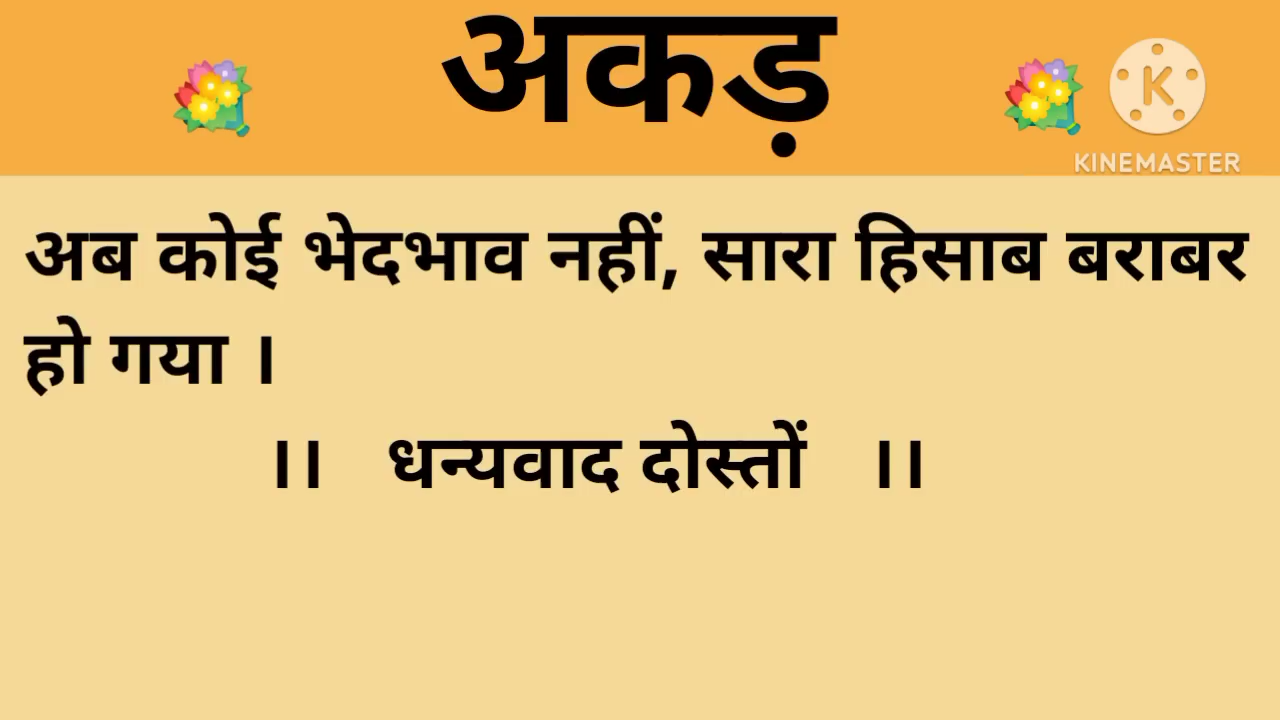 अकड़
KINEMASTER
अब कोई भेदभाव नहीं, सारा हिसाब बराबर
हो गया ।
।। धन्यवाद दोस्तों ।।